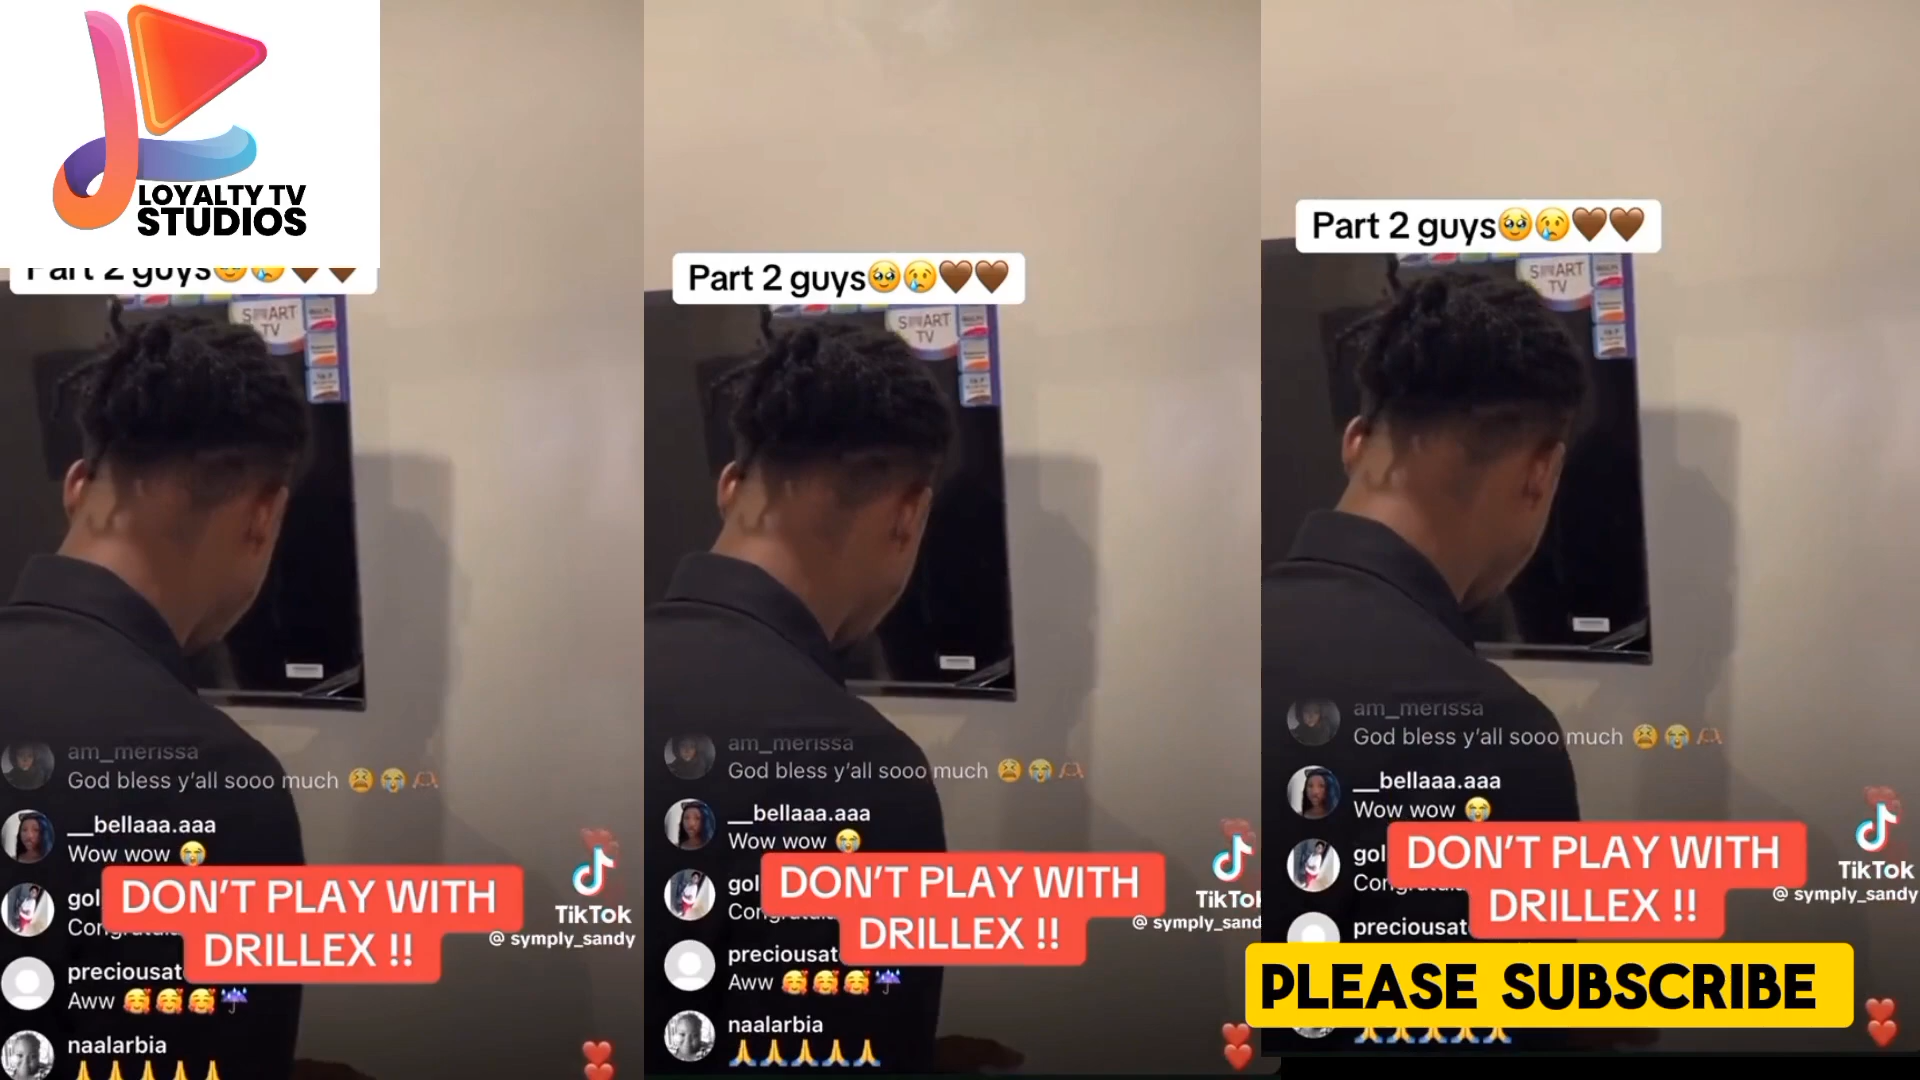 LOYALTY TV
STUDIOS
Part 2 guys🥹😢🤎🤎
SMART
TV
am_merissa
God bless y'all sooo much 😫😭🫶🏾
__bellaaa.aaa
Wow wow 😭
gol
DON'T PLAY WITH
DRILLEX !!
preciousat
Aww 🥰🥰🥰☔
naalarbia
🙏🙏🙏🙏🙏
TikTok
@ symply_sandy
Part 2 guys🥹😢🤎🤎
SMART
TV
am_merissa
God bless y'all sooo much 😫😭🫶🏾
__bellaaa.aaa
Wow wow 😭
gol
DON'T PLAY WITH
DRILLEX !!
preciousat
Aww 🥰🥰🥰☔
naalarbia
🙏🙏🙏🙏🙏
TikTok
@ symply_sand
Part 2 guys🥹😢🤎🤎
SMART
TV
am_merissa
God bless y'all sooo much 😫😭🫶🏾
__bellaaa.aaa
Wow wow 😭
gol
DON'T PLAY WITH
DRILLEX !!
preciousat
TikTok
@ symply_sandy
PLEASE SUBSCRIBE
🙏🙏🙏🙏🙏